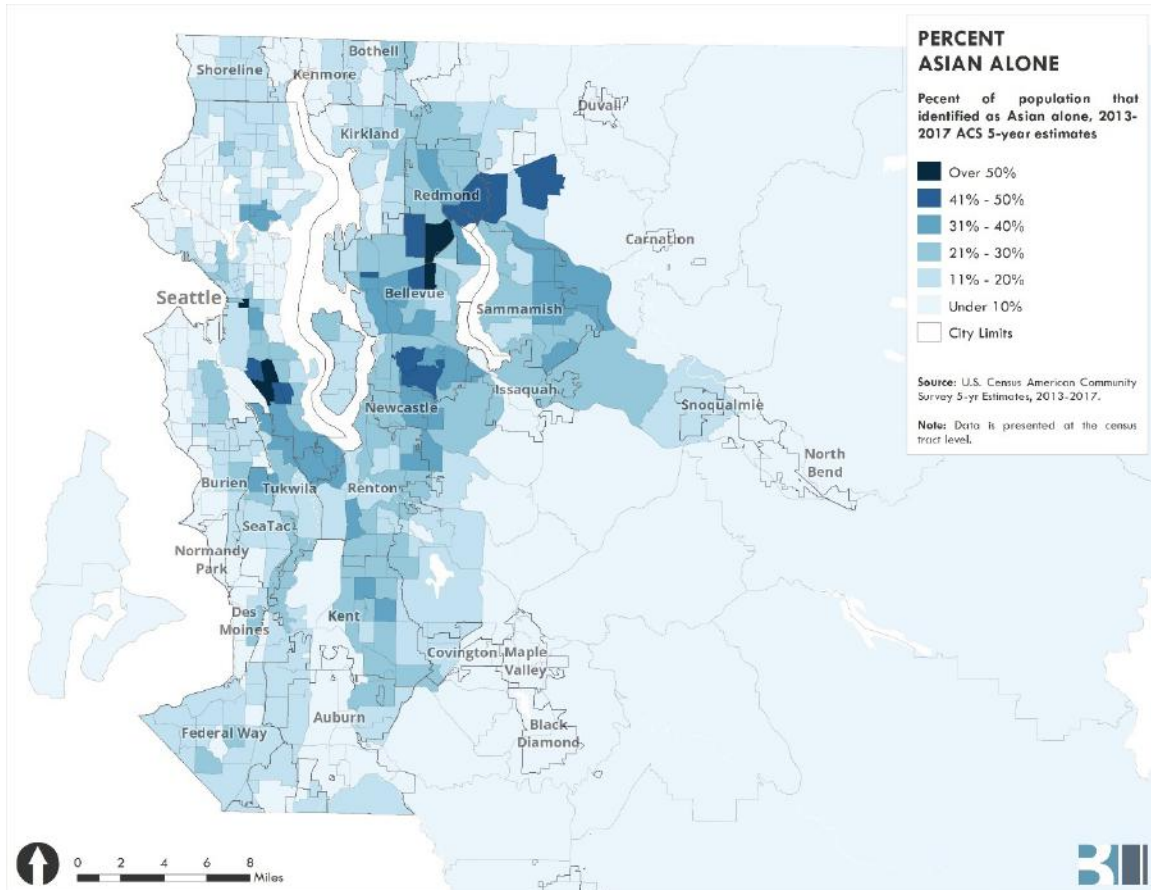 PERCENT
ASIAN ALONE
Pecent of population that
identified as Asian alone, 2013-
2017 ACS 5-year estimates
Over 50%
41% - 50%
31% - 40%
21% - 30%
11% - 20%
Under 10%
City Limits
Source: U.S. Census American Community
Survey 5-yr Estimates, 2013-2017.
Note: Data is presented at the census
tract level.
Bothell
Shoreline
Kenmore
Duvall
Kirkland
Redmond
Carnation
Seattle
Bellevue
Sammamish
Issaquah
Newcastle
Snoqualmie
North
Bend
Burien
Tukwila
Renton
SeaTac
Normandy
Park
Des
Moines
Kent
Covington
Maple
Valley
Auburn
Federal Way
Black
Diamond
0 2 4 6 8
Miles